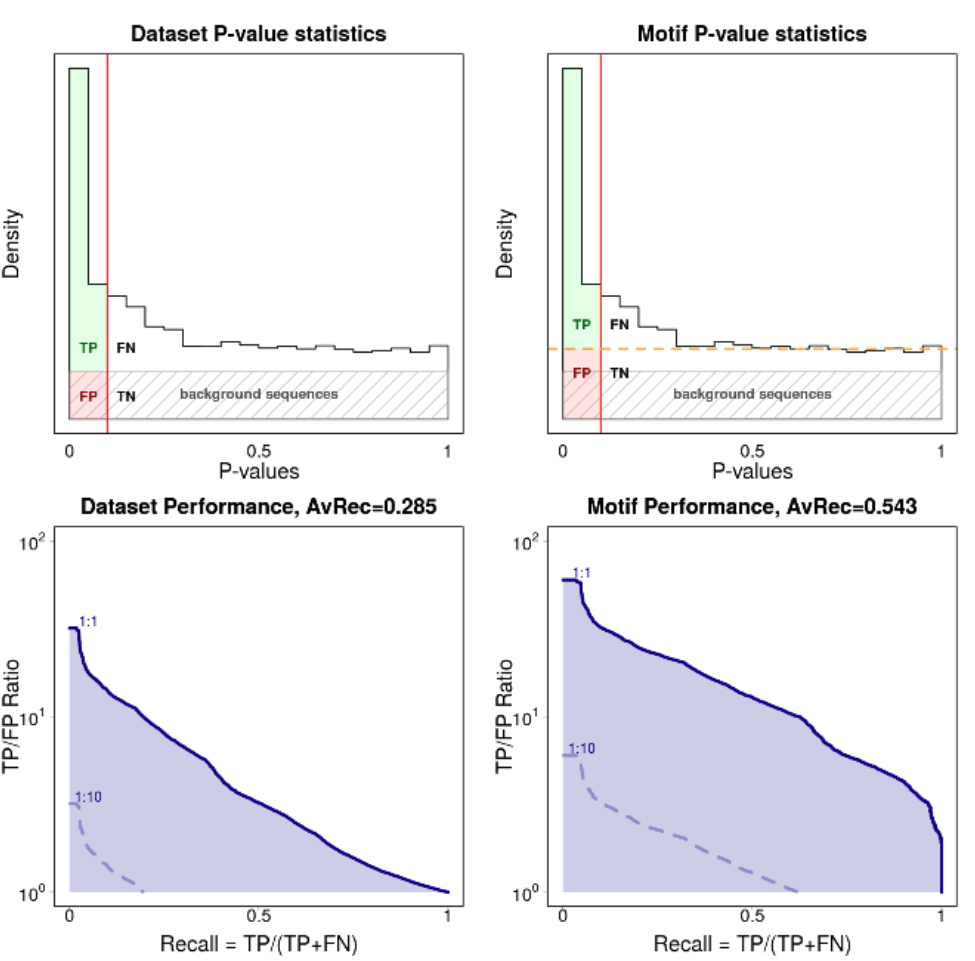 Dataset P-value statistics
Density
TP
FN
FP
TN
background sequences
0
0.5
1
P-values
Motif P-value statistics
Density
TP
FN
FP
TN
background sequences
0
0.5
1
P-values
Dataset Performance, AvRec=0.285
TP/FP Ratio
10²
10¹
10⁰
1:1
1:10
0
0.5
1
Recall = TP/(TP+FN)
Motif Performance, AvRec=0.543
TP/FP Ratio
10²
10¹
10⁰
1:1
1:10
0
0.5
1
Recall = TP/(TP+FN)